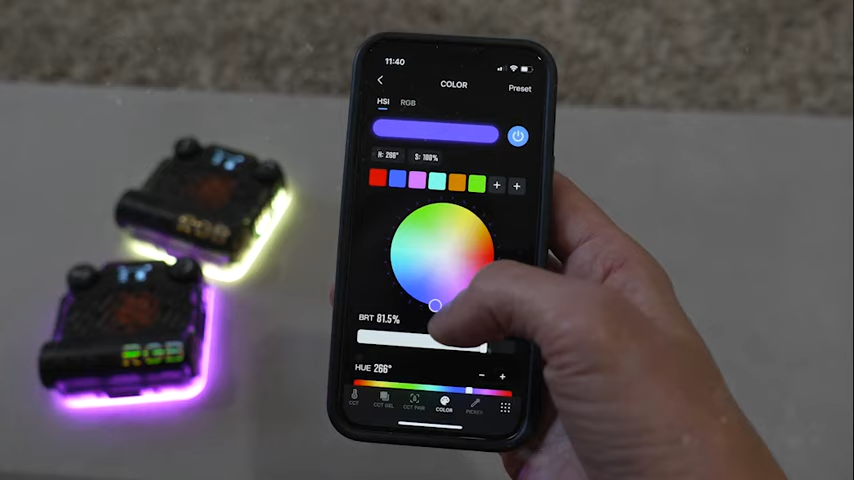 11:40
COLOR
Preset
HSI RGB
R: 266° S: 100%
+ +
BRT 81.5%
HUE 266°
- +
CCT CCT GEL CCT PAIR COLOR PICKER
RGB
RGB